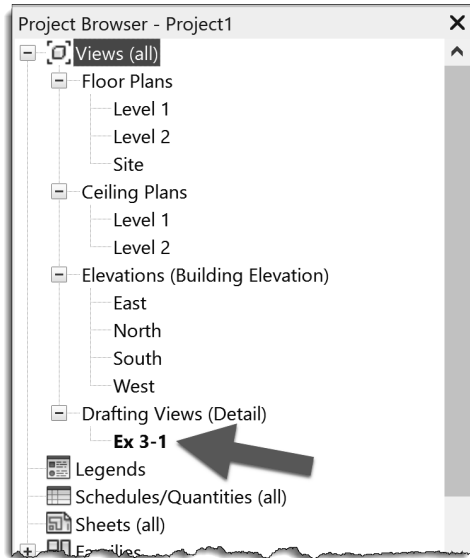 Project Browser - Project1
Views (all)
Floor Plans
Level 1
Level 2
Site
Ceiling Plans
Level 1
Level 2
Elevations (Building Elevation)
East
North
South
West
Drafting Views (Detail)
Ex 3-1
Legends
Schedules/Quantities (all)
Sheets (all)
Families